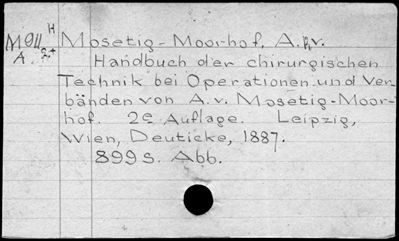 M911 H Mosetig-Moorhof, A. R. v.
A. 2+
Handbuch der chirurgischen
Technik bei Operationen und Ver-
bänden von A. v. Mosetig-Moor-
hof. 2e Auflage. Leipzig,
Wien, Deuticke, 1887.
899 s. Abb.